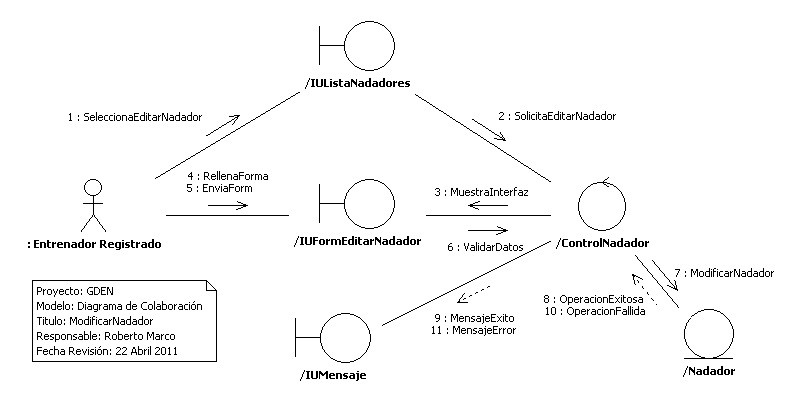 /IUListaNadadores
1 : SeleccionaEditarNadador
2 : SolicitaEditarNadador
4 : RellenaForma
5 : EnviaForm
3 : MuestraInterfaz
: Entrenador Registrado
/IUFormEditarNadador
6 : ValidarDatos
/ControlNadador
7 : ModificarNadador
8 : OperacionExitosa
10 : OperacionFallida
9 : MensajeExito
11 : MensajeError
/IUMensaje
/Nadador
Proyecto: GDEN
Modelo: Diagrama de Colaboración
Titulo: ModificarNadador
Responsable: Roberto Marco
Fecha Revisión: 22 Abril 2011